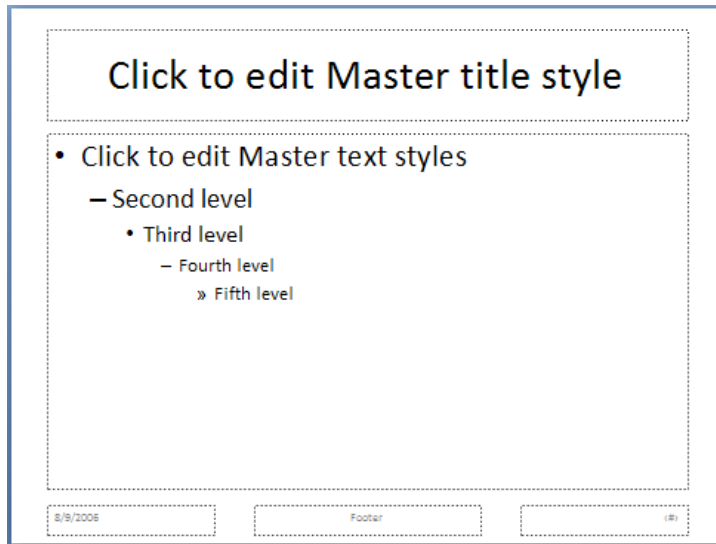 Click to edit Master title style
• Click to edit Master text styles
– Second level
• Third level
– Fourth level
» Fifth level
8/9/2006
Footer
‹#›